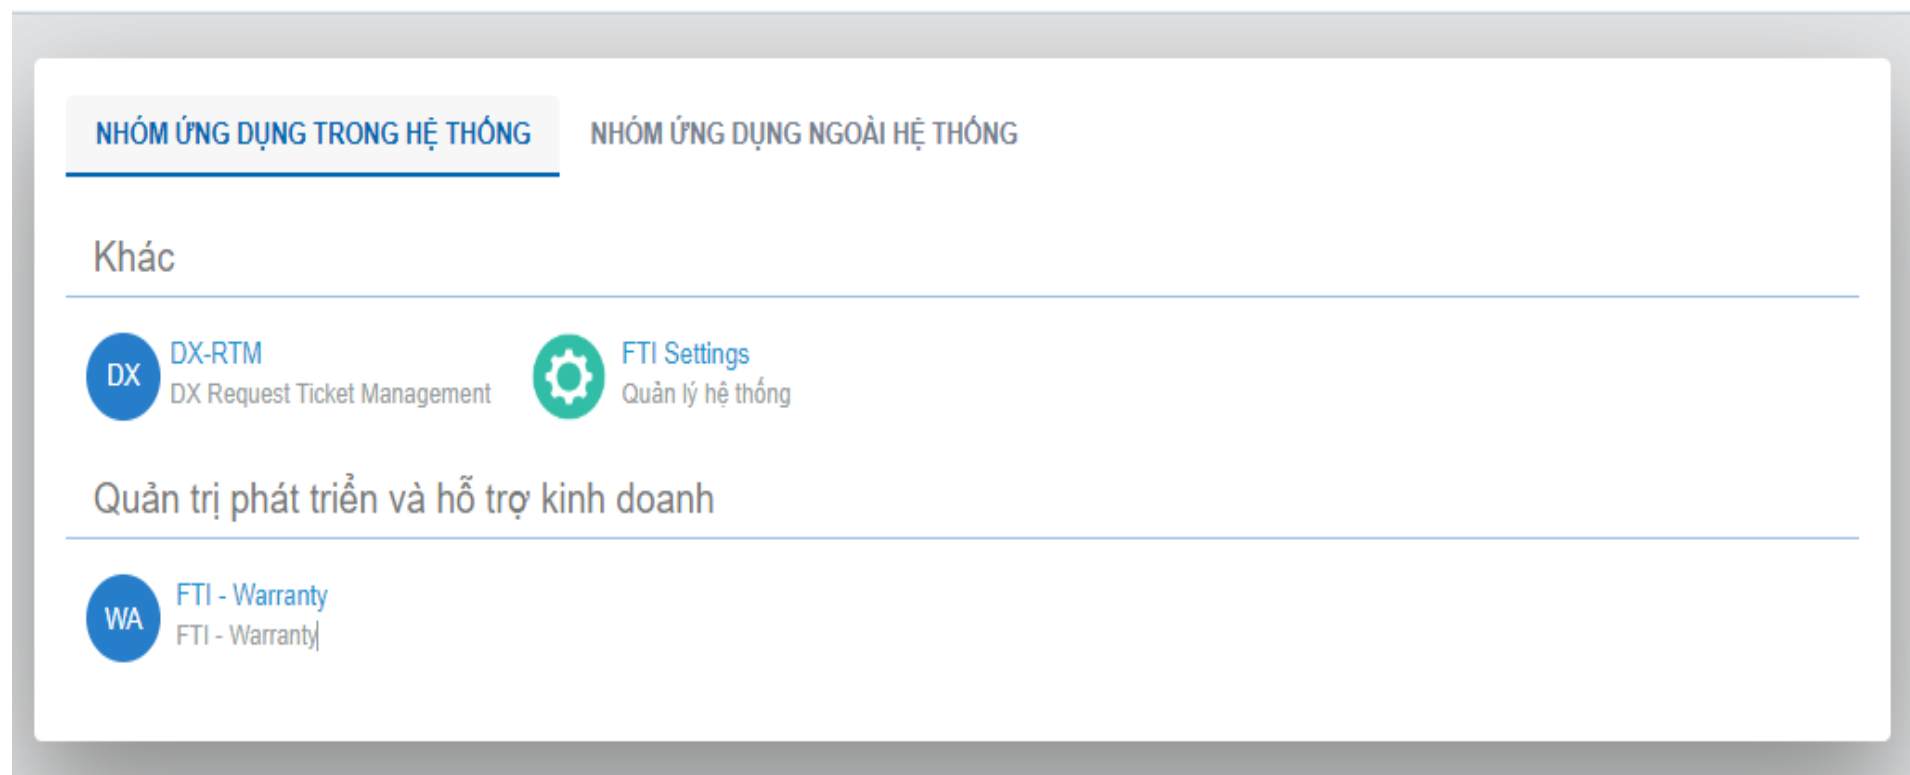 NHÓM ỨNG DỤNG TRONG HỆ THỐNG NHÓM ỨNG DỤNG NGOÀI HỆ THỐNG
Khác
DX
DX-RTM
DX Request Ticket Management
FTI Settings
Quản lý hệ thống
Quản trị phát triển và hỗ trợ kinh doanh
WA
FTI - Warranty
FTI - Warranty